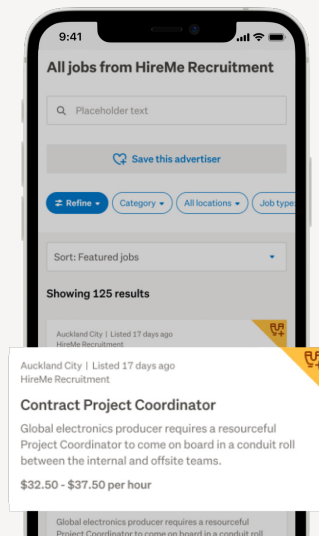 9:41
All jobs from HireMe Recruitment
Placeholder text
Save this advertiser
Refine
Category
All locations
Job type
Sort: Featured jobs
Showing 125 results
Auckland City | Listed 17 days ago
HireMe Recruitment
Auckland City | Listed 17 days ago
HireMe Recruitment
Contract Project Coordinator
Global electronics producer requires a resourceful
Project Coordinator to come on board in a conduit roll
between the internal and offsite teams.
$32.50 - $37.50 per hour
Global electronics producer requires a resourceful
Project Coordinator to come on board in a conduit roll